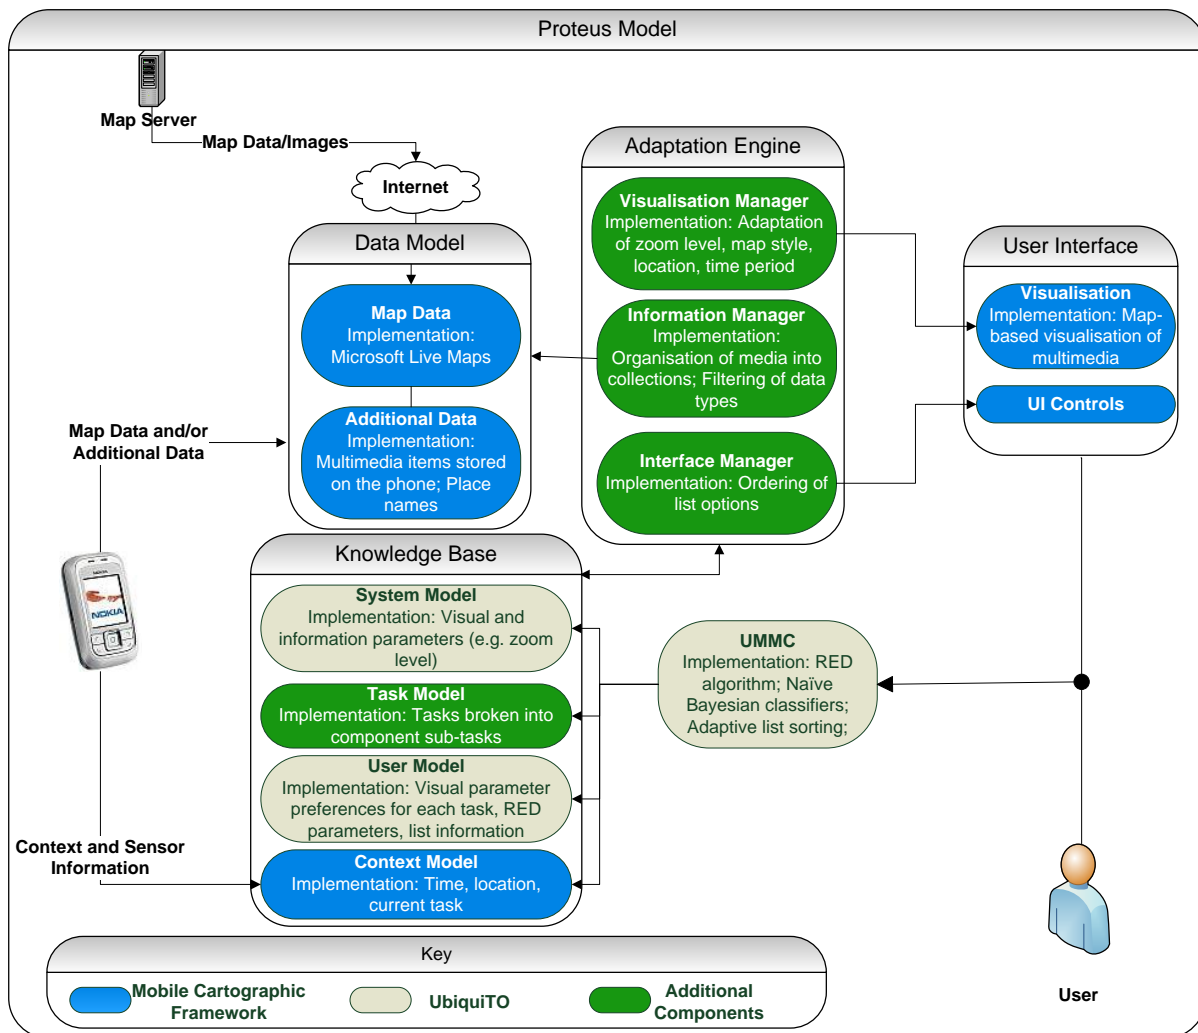 Proteus Model
Map Server
Map Data/Images
Internet
Data Model
Map Data
Implementation:
Microsoft Live Maps
Additional Data
Implementation:
Multimedia items stored
on the phone; Place
names
Adaptation Engine
Visualisation Manager
Implementation: Adaptation
of zoom level, map style,
location, time period
Information Manager
Implementation:
Organisation of media into
collections; Filtering of data
types
Interface Manager
Implementation: Ordering of
list options
User Interface
Visualisation
Implementation: Map-
based visualisation of
multimedia
UI Controls
Map Data and/or
Additional Data
NOKIA
Context and Sensor
Information
Knowledge Base
System Model
Implementation: Visual and
information parameters (e.g. zoom
level)
Task Model
Implementation: Tasks broken into
component sub-tasks
User Model
Implementation: Visual parameter
preferences for each task, RED
parameters, list information
Context Model
Implementation: Time, location,
current task
UMMC
Implementation: RED
algorithm; Naïve
Bayesian classifiers;
Adaptive list sorting;
User
Key
Mobile Cartographic
Framework
UbiquiTO
Additional
Components